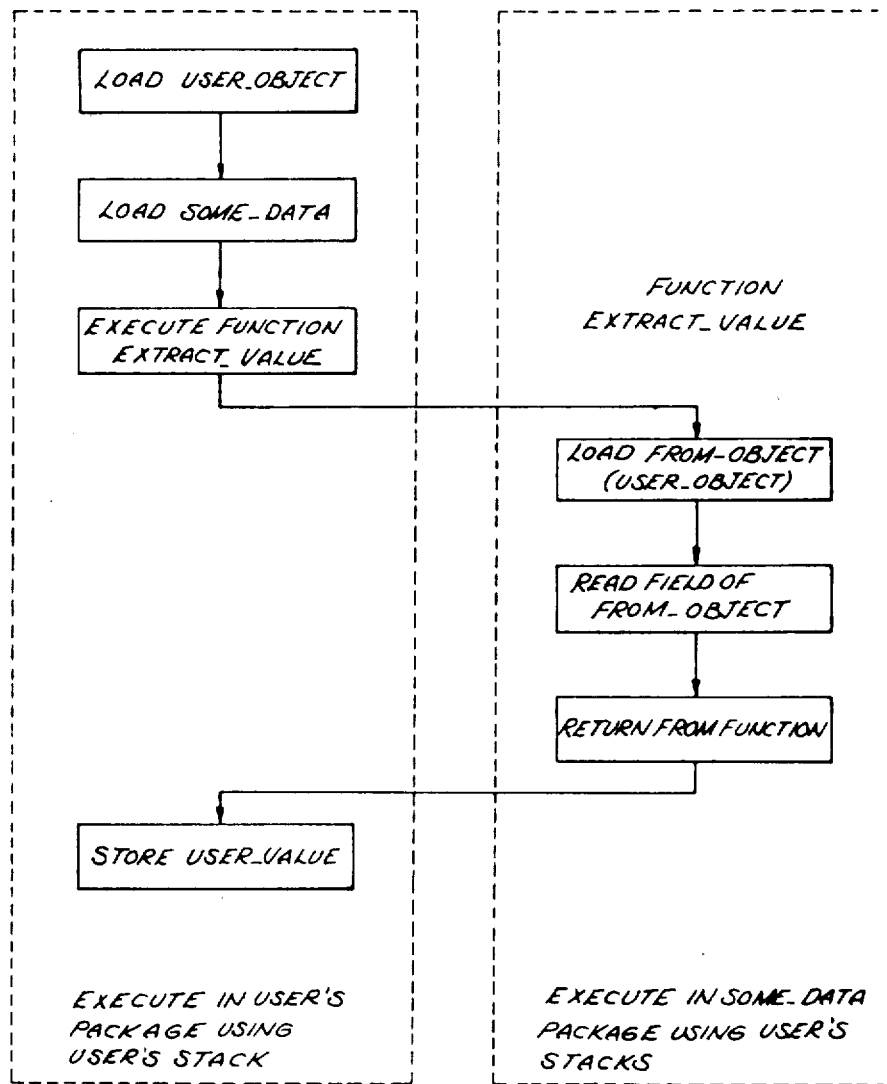 LOAD USER_OBJECT
LOAD SOME_DATA
EXECUTE FUNCTION
EXTRACT_VALUE
FUNCTION
EXTRACT_VALUE
LOAD FROM-OBJECT
(USER_OBJECT)
READ FIELD OF
FROM_OBJECT
RETURN FROM FUNCTION
STORE USER_VALUE
EXECUTE IN USER'S
PACKAGE USING
USER'S STACK
EXECUTE IN SOME_DATA
PACKAGE USING USER'S
STACKS